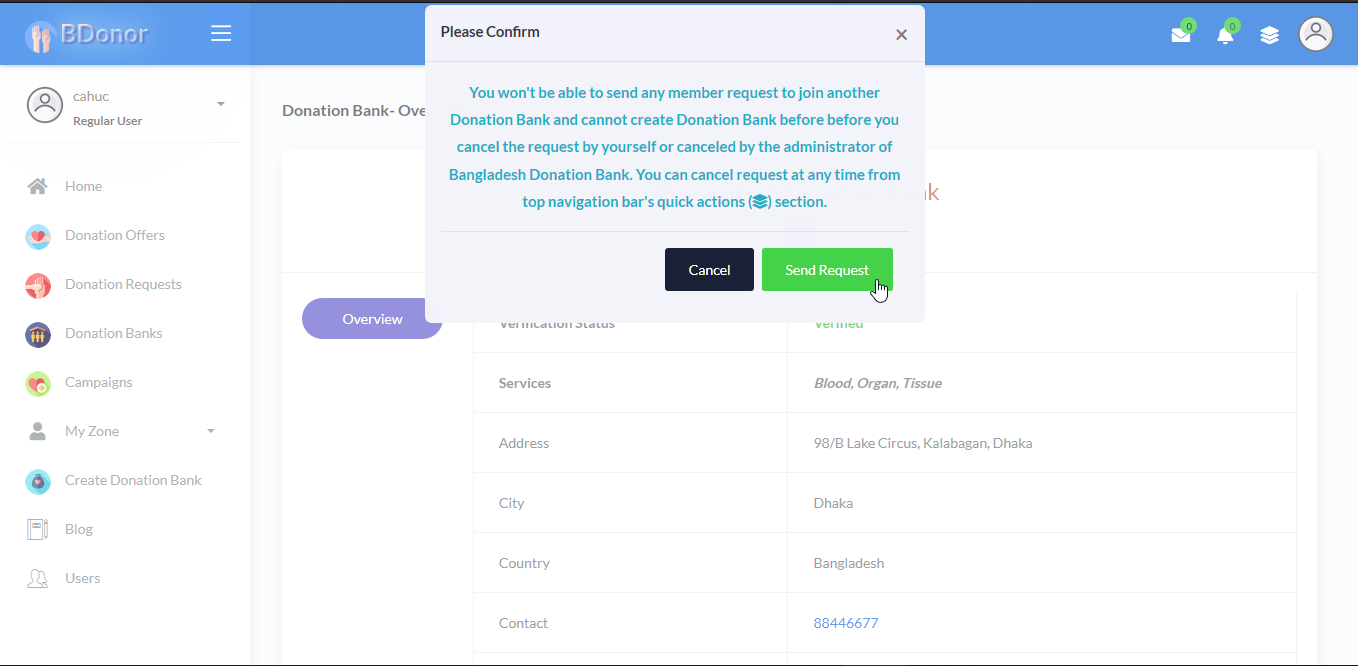 BDonor
Please Confirm
×
0
0
cahuc
Regular User
Donation Bank- Ove
You won't be able to send any member request to join another
Donation Bank and cannot create Donation Bank before before you
cancel the request by yourself or canceled by the administrator of
Bangladesh Donation Bank. You can cancel request at any time from
top navigation bar's quick actions () section.
nk
Cancel
Send Request
Home
Donation Offers
Donation Requests
Donation Banks
Campaigns
My Zone
Create Donation Bank
Blog
Users
Overview
Verification Status
Verified
Services
Blood, Organ, Tissue
Address
98/B Lake Circus, Kalabagan, Dhaka
City
Dhaka
Country
Bangladesh
Contact
88446677